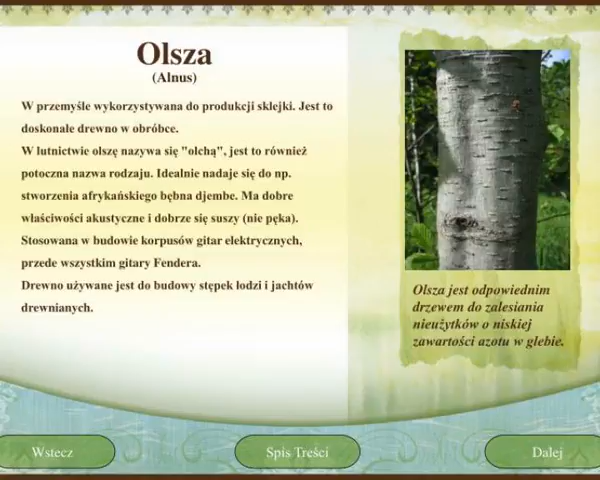 Olsza
(Alnus)
W przemyśle wykorzystywana do produkcji sklejki. Jest to
doskonałe drewno w obróbce.
W lutnictwie olszę nazywa się "olchą", jest to również
potoczna nazwa rodzaju. Idealnie nadaje się do np.
stworzenia afrykańskiego bębna djembe. Ma dobre
właściwości akustyczne i dobrze się suszy (nie pęka).
Stosowana w budowie korpusów gitar elektrycznych,
przede wszystkim gitary Fendera.
Drewno używane jest do budowy stępek łodzi i jachtów
drewnianych.
Olsza jest odpowiednim
drzewem do zalesiania
nieużytków o niskiej
zawartości azotu w glebie.
Wstecz
Spis Treści
Dalej